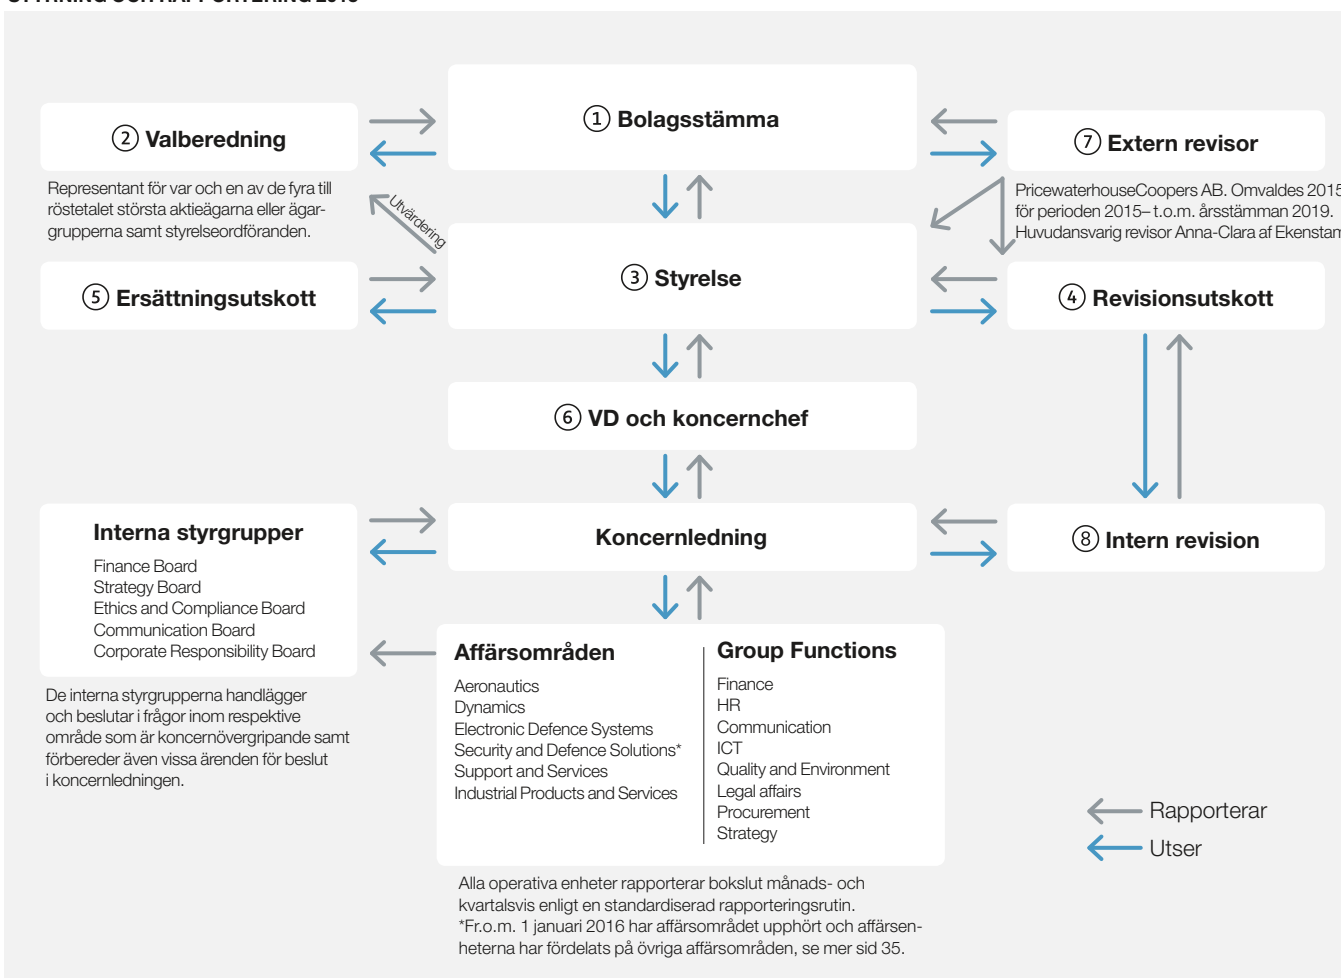 ① Bolagsstämma
② Valberedning
Representant för var och en av de fyra till
röstetalet största aktieägarna eller ägar-
grupperna samt styrelseordföranden.
⑦ Extern revisor
PricewaterhouseCoopers AB. Omvaldes 2015
för perioden 2015– t.o.m. årsstämman 2019.
Huvudansvarig revisor Anna-Clara af Ekenstam
Utvärdering
⑤ Ersättningsutskott
③ Styrelse
④ Revisionsutskott
⑥ VD och koncernchef
Interna styrgrupper
Finance Board
Strategy Board
Ethics and Compliance Board
Communication Board
Corporate Responsibility Board
De interna styrgrupperna handlägger
och beslutar i frågor inom respektive
område som är koncernövergripande samt
förbereder även vissa ärenden för beslut
i koncernledningen.
Koncernledning
⑧ Intern revision
Affärsområden
Aeronautics
Dynamics
Electronic Defence Systems
Security and Defence Solutions*
Support and Services
Industrial Products and Services
Group Functions
Finance
HR
Communication
ICT
Quality and Environment
Legal affairs
Procurement
Strategy
Alla operativa enheter rapporterar bokslut månads- och
kvartalsvis enligt en standardiserad rapporteringsrutin.
*Fr.o.m. 1 januari 2016 har affärsområdet upphört och affärsen-
heterna har fördelats på övriga affärsområden, se mer sid 35.
Rapporterar
Utser